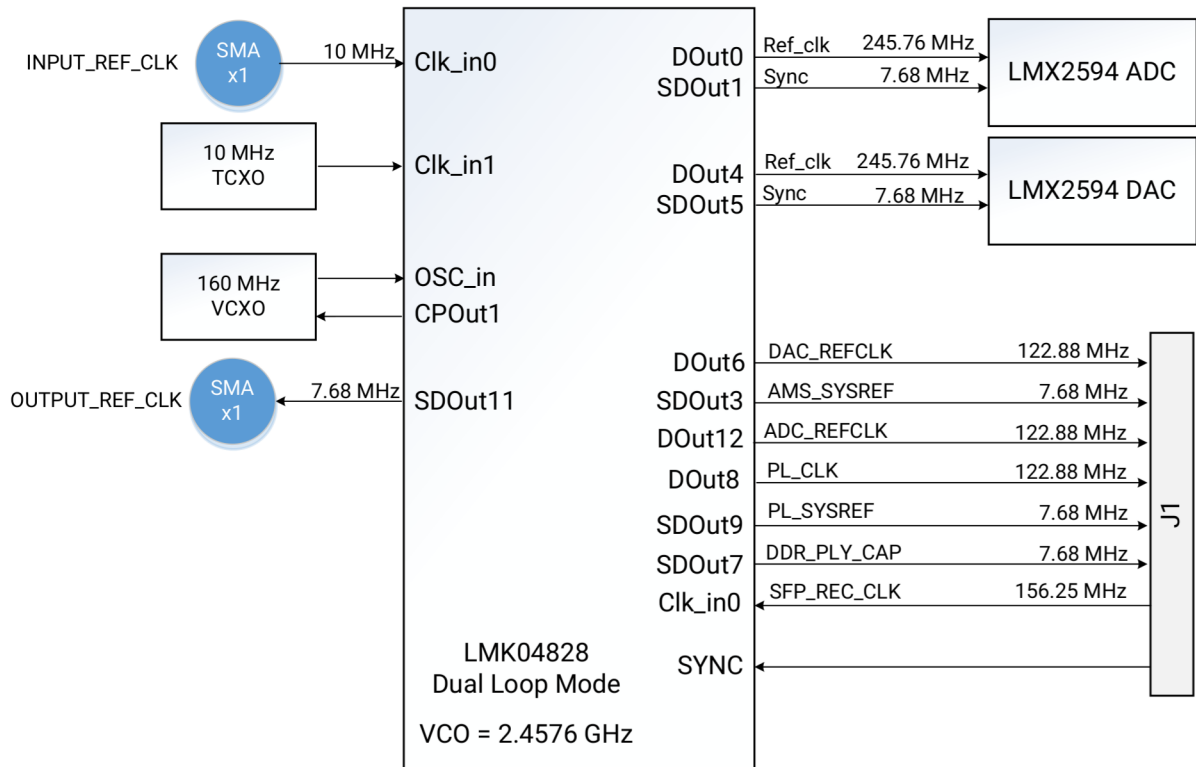 INPUT_REF_CLK
SMA
x1
10 MHz
Clk_in0
10 MHz
TCXO
Clk_in1
160 MHz
VCXO
OSC_in
CPOut1
OUTPUT_REF_CLK
SMA
x1
7.68 MHz
SDOut11
DOut0 Ref_clk 245.76 MHz
SDOut1 Sync 7.68 MHz
LMX2594 ADC
DOut4 Ref_clk 245.76 MHz
SDOut5 Sync 7.68 MHz
LMX2594 DAC
DOut6 DAC_REFCLK 122.88 MHz
SDOut3 AMS_SYSREF 7.68 MHz
DOut12 ADC_REFCLK 122.88 MHz
DOut8 PL_CLK 122.88 MHz
SDOut9 PL_SYSREF 7.68 MHz
SDOut7 DDR_PLY_CAP 7.68 MHz
Clk_in0 SFP_REC_CLK 156.25 MHz
SYNC
J1
LMK04828
Dual Loop Mode
VCO = 2.4576 GHz